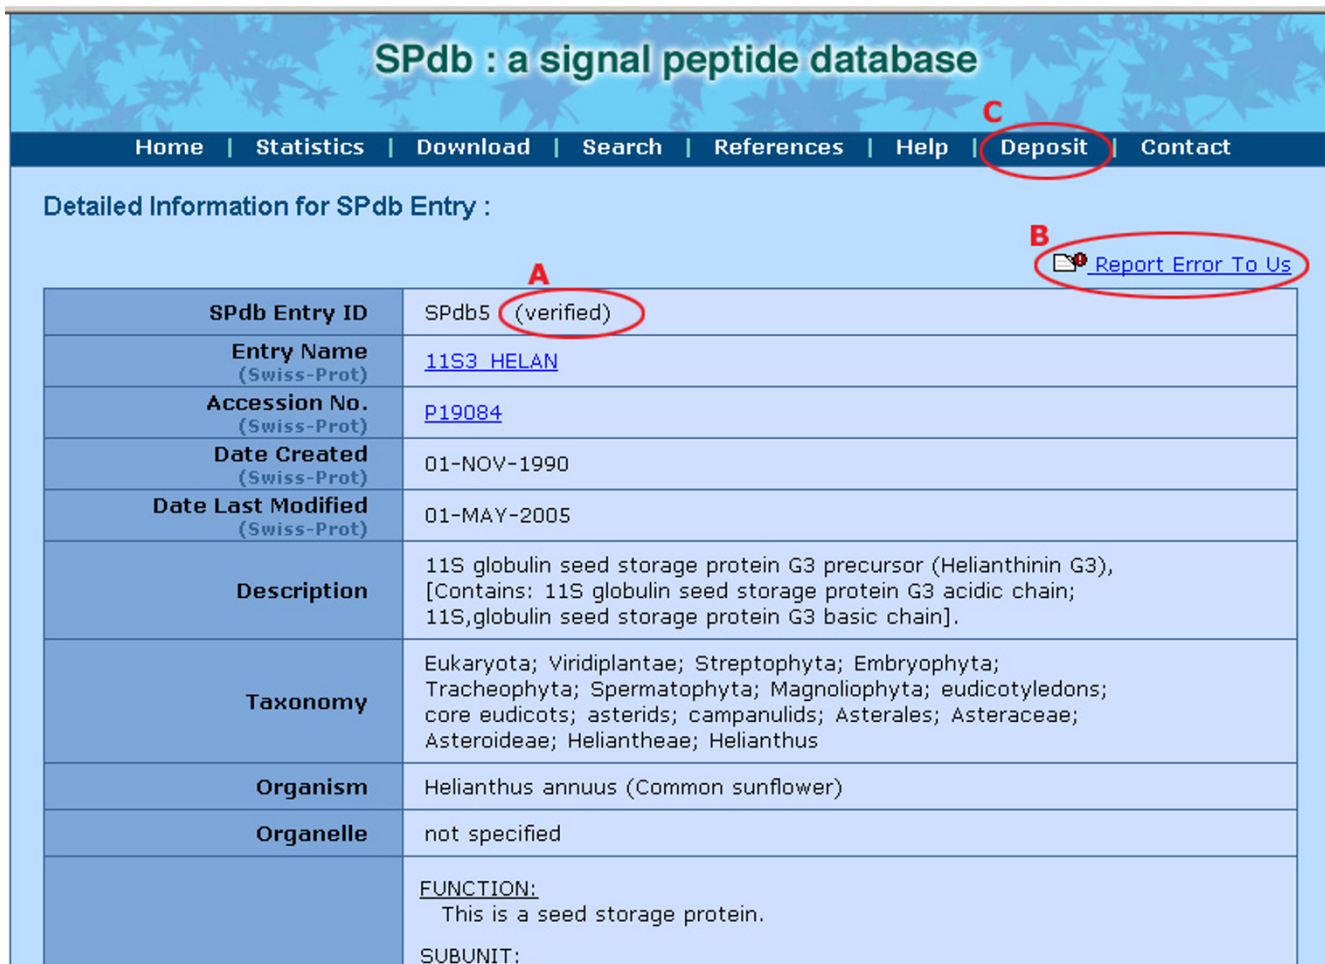 SPdb : a signal peptide database
C
Home | Statistics | Download | Search | References | Help | Deposit | Contact
Detailed Information for SPdb Entry :
B
Report Error To Us
A
SPdb Entry ID SPdb5 (verified)
Entry Name
(Swiss-Prot)
11S3_HELAN
Accession No.
(Swiss-Prot)
P19084
Date Created
(Swiss-Prot)
01-NOV-1990
Date Last Modified
(Swiss-Prot)
01-MAY-2005
Description
11S globulin seed storage protein G3 precursor (Helianthinin G3),
[Contains: 11S globulin seed storage protein G3 acidic chain;
11S,globulin seed storage protein G3 basic chain].
Taxonomy
Eukaryota; Viridiplantae; Streptophyta; Embryophyta;
Tracheophyta; Spermatophyta; Magnoliophyta; eudicotyledons;
core eudicots; asterids; campanulids; Asterales; Asteraceae;
Asteroideae; Heliantheae; Helianthus
Organism Helianthus annuus (Common sunflower)
Organelle not specified
FUNCTION:
This is a seed storage protein.
SUBUNIT: